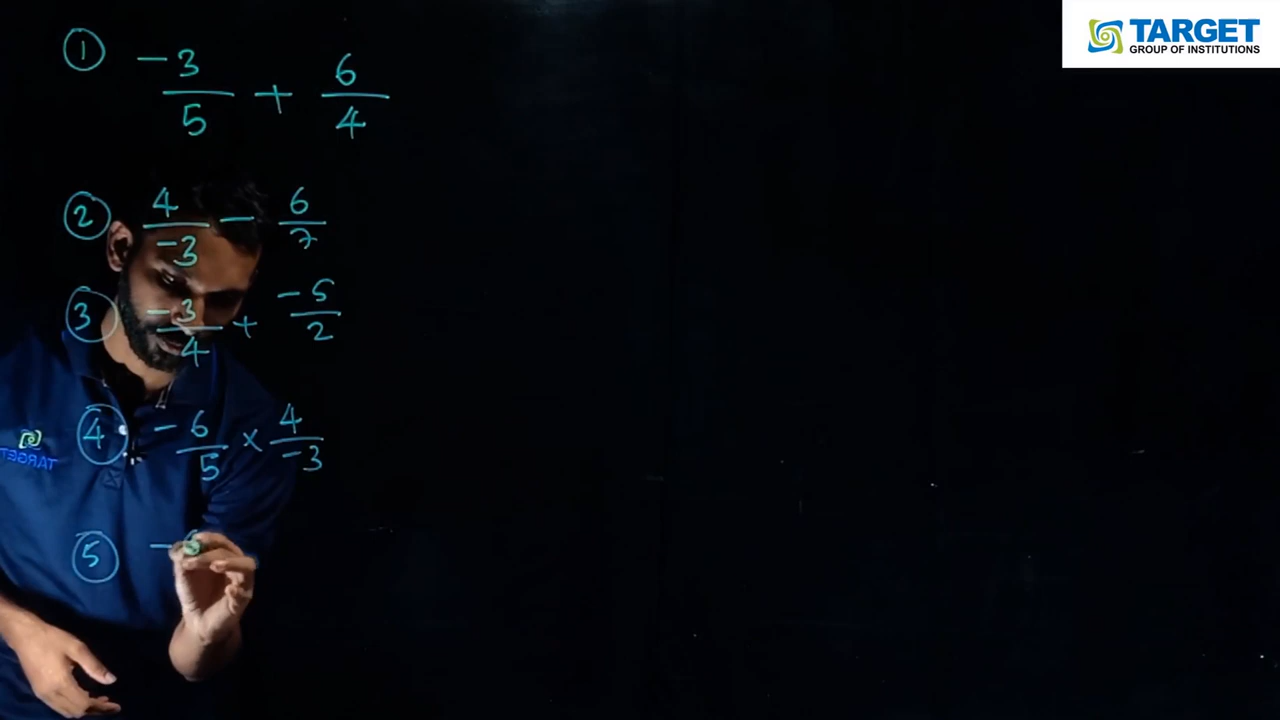 TARGET
GROUP OF INSTITUTIONS
① -3/5 + 6/4
② 4/-3 - 6/7
③ -3/4 + -5/2
④ -6/5 × 4/-3
TARGET
⑤ -